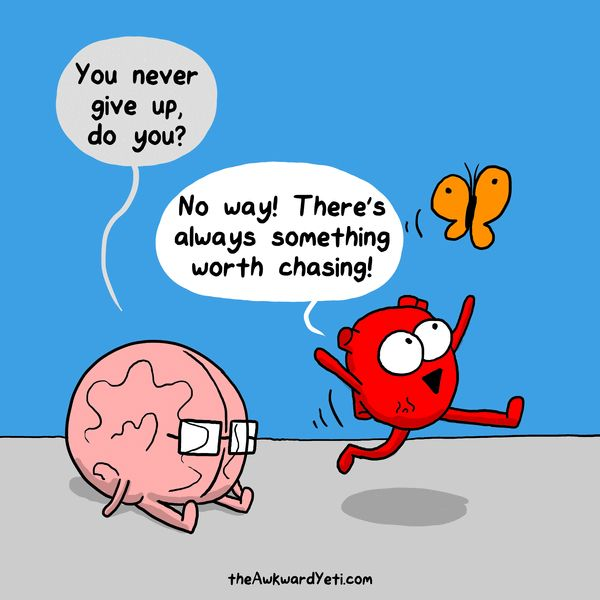 You never
give up,
do you?
No way! There's
always something
worth chasing!
theAwkwardYeti.com